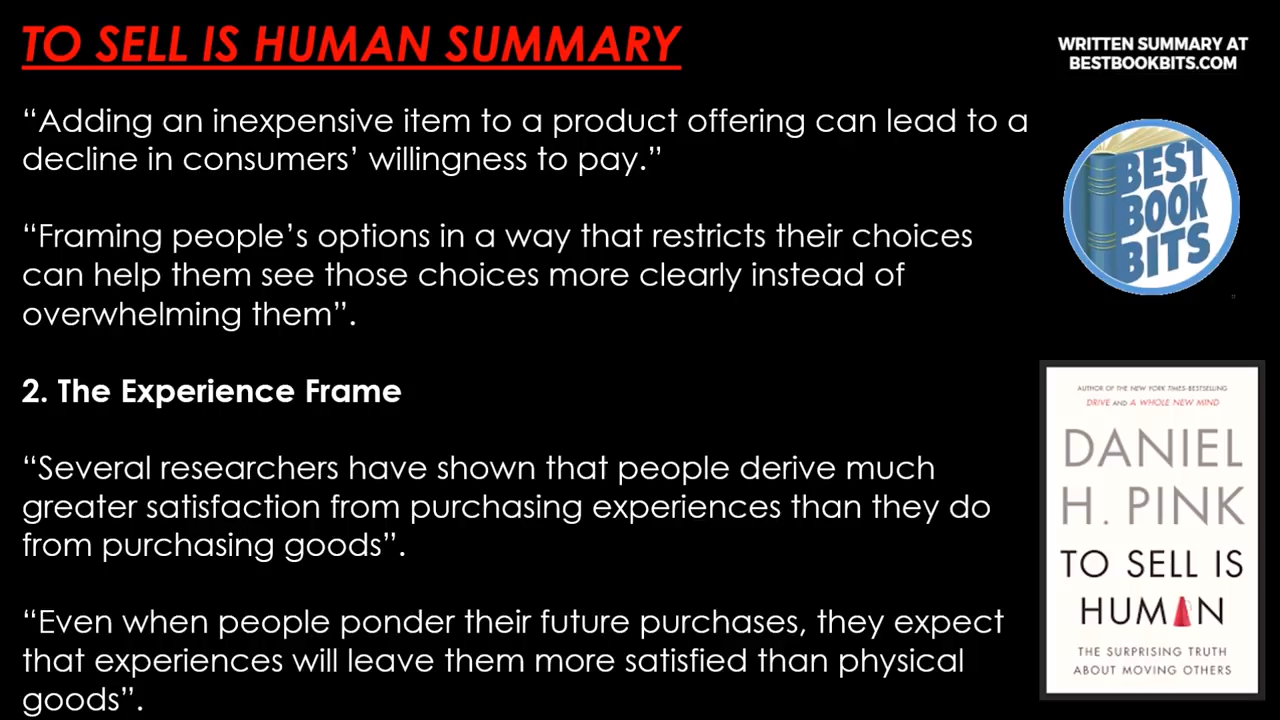 TO SELL IS HUMAN SUMMARY
WRITTEN SUMMARY AT
BESTBOOKBITS.COM
“Adding an inexpensive item to a product offering can lead to a
decline in consumers’ willingness to pay.”
“Framing people’s options in a way that restricts their choices
can help them see those choices more clearly instead of
overwhelming them”.
BEST
BOOK
BITS
2. The Experience Frame
“Several researchers have shown that people derive much
greater satisfaction from purchasing experiences than they do
from purchasing goods”.
“Even when people ponder their future purchases, they expect
that experiences will leave them more satisfied than physical
goods”.
AUTHOR OF THE NEW YORK TIMES-BESTSELLING
DRIVE AND A WHOLE NEW MIND
DANIEL
H. PINK
TO SELL IS
HUMAN
THE SURPRISING TRUTH
ABOUT MOVING OTHERS